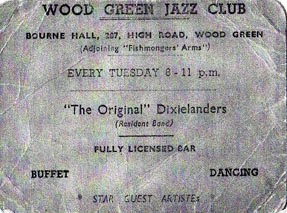 WOOD GREEN JAZZ CLUB
BOURNE HALL, 207, HIGH ROAD, WOOD GREEN
(Adjoining "Fishmongers' Arms")
EVERY TUESDAY 8-11 p.m.
"The Original" Dixielanders
(Resident Band)
FULLY LICENSED BAR
BUFFET DANCING
* STAR GUEST ARTISTES *